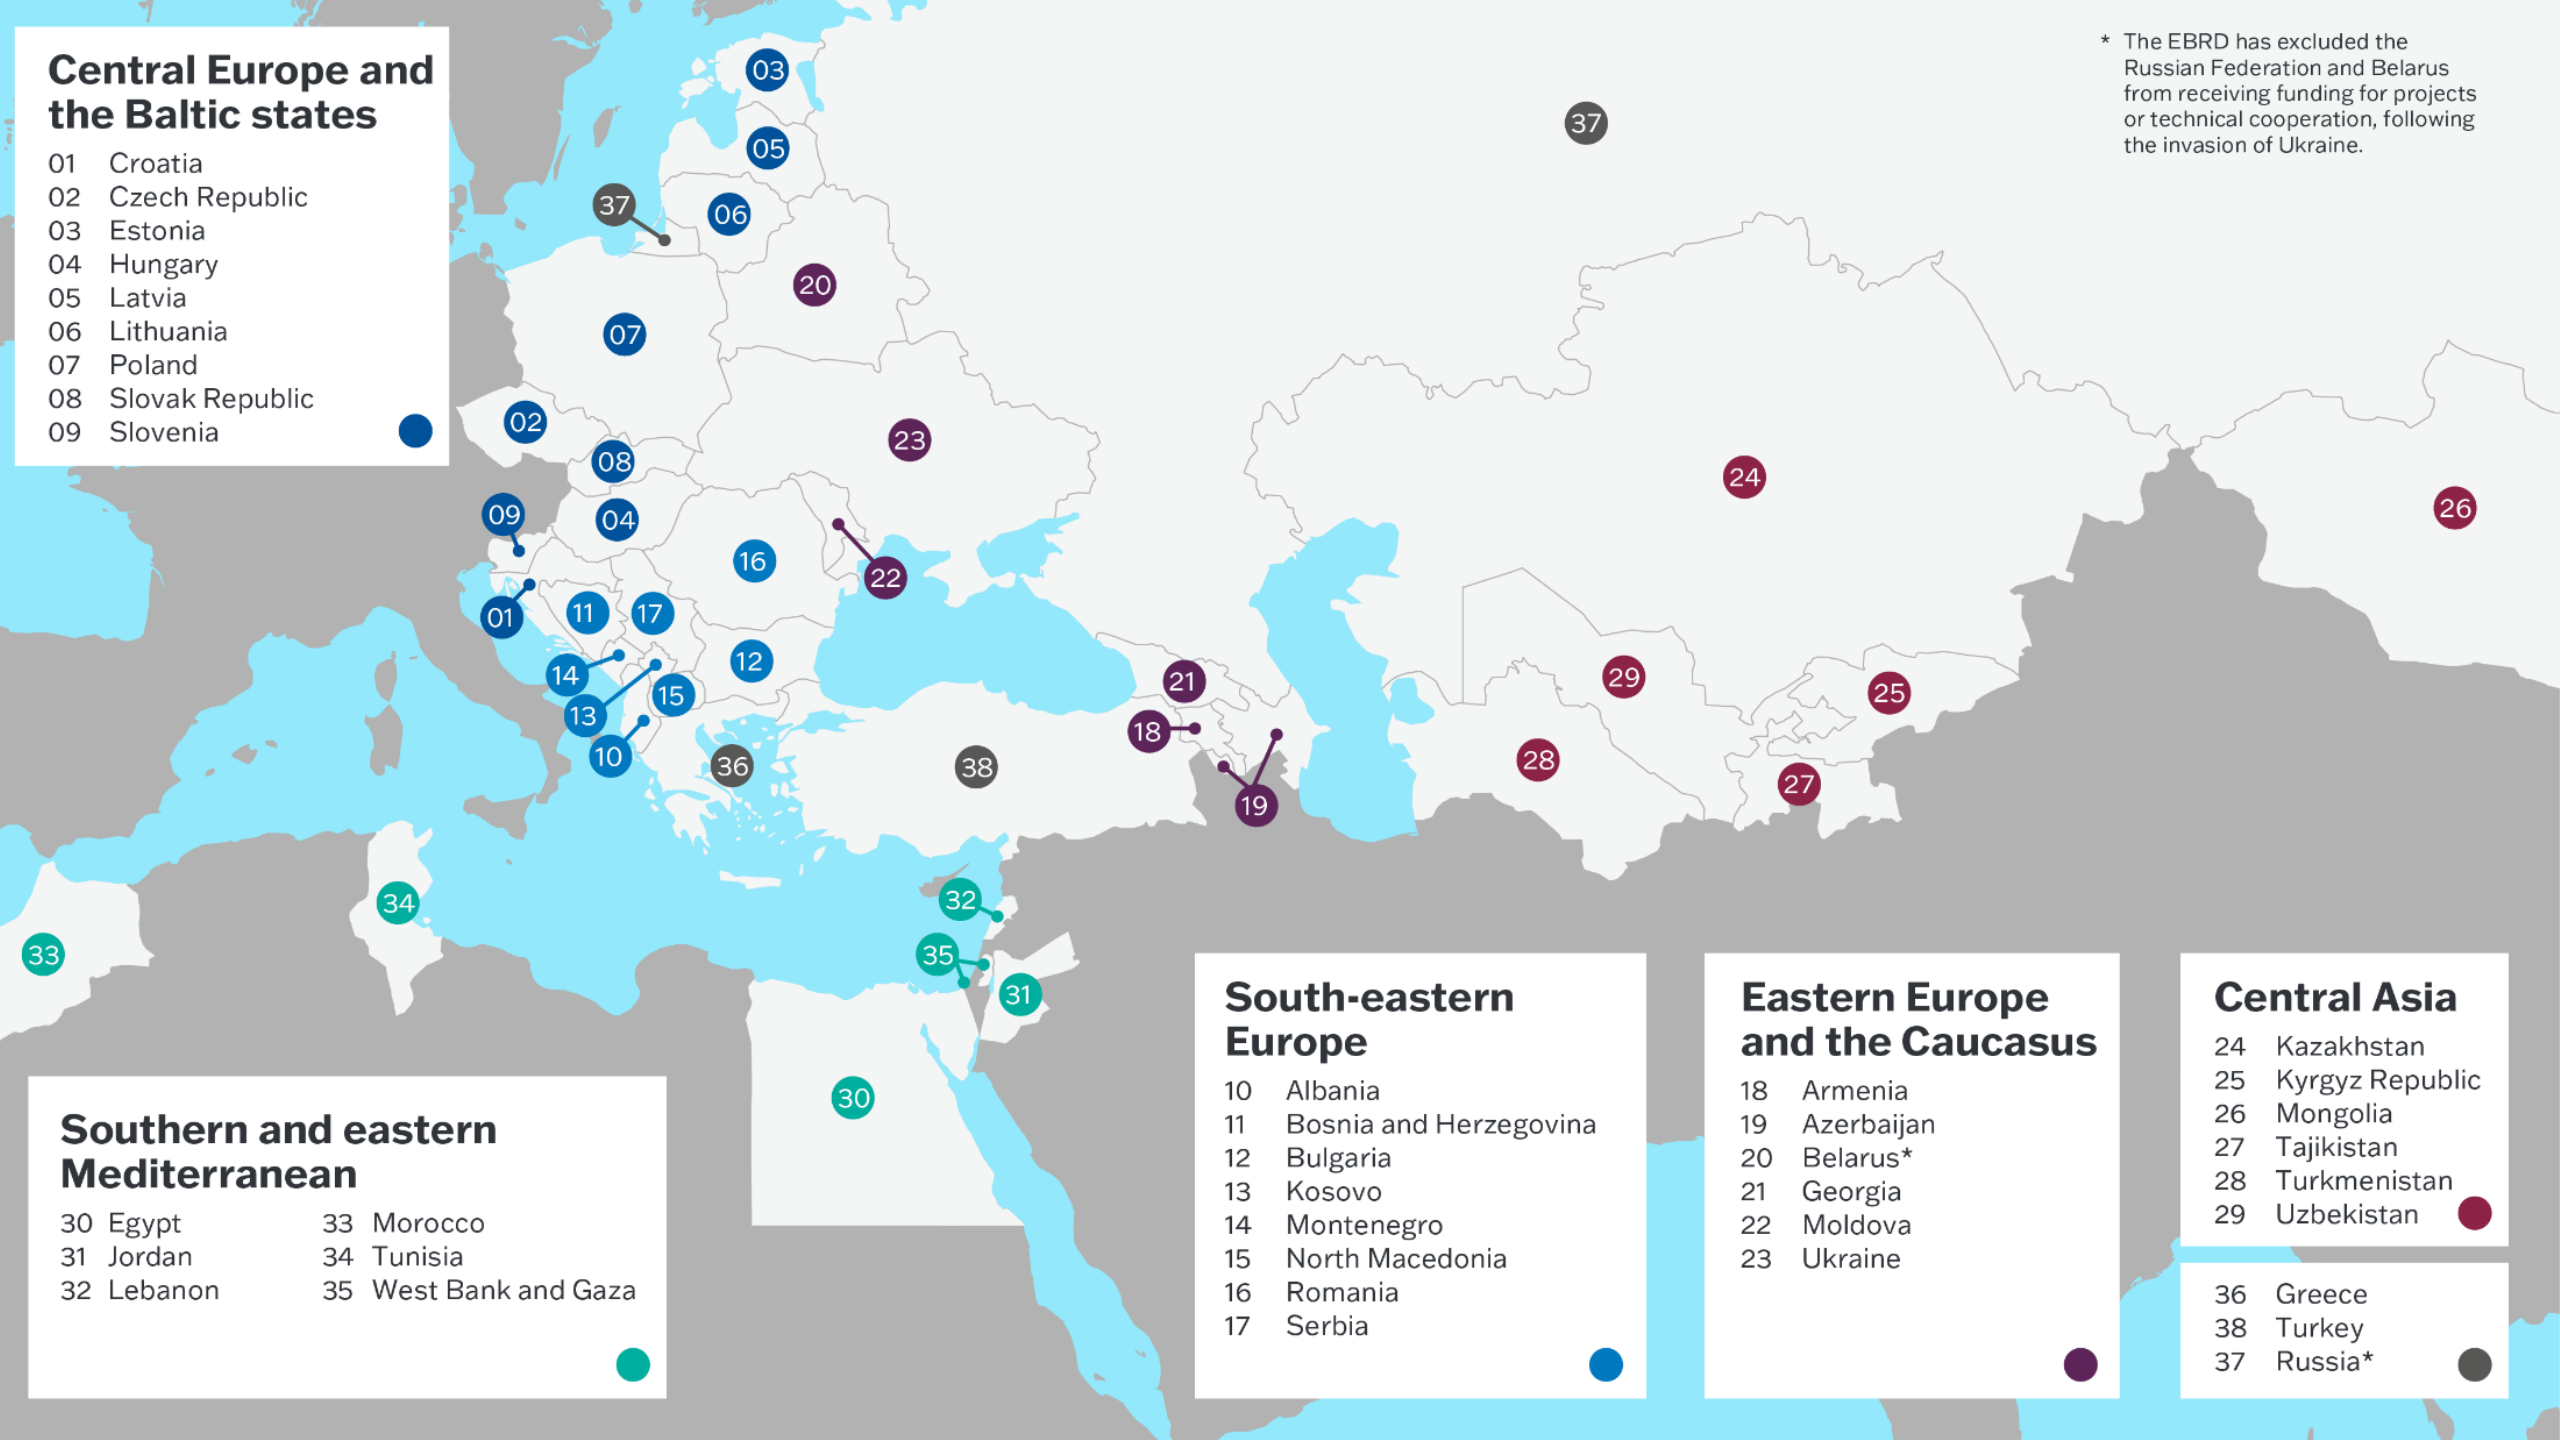 Central Europe and
the Baltic states
01 Croatia
02 Czech Republic
03 Estonia
04 Hungary
05 Latvia
06 Lithuania
07 Poland
08 Slovak Republic
09 Slovenia
* The EBRD has excluded the
Russian Federation and Belarus
from receiving funding for projects
or technical cooperation, following
the invasion of Ukraine.
03
37
05
37
06
20
07
02
23
08
24
26
09
04
16
22
01
11
17
12
14
29
21
25
15
13
18
10
36
38
28
27
19
32
34
33
35
31
30
Southern and eastern
Mediterranean
30 Egypt
31 Jordan
32 Lebanon
33 Morocco
34 Tunisia
35 West Bank and Gaza
South-eastern
Europe
10 Albania
11 Bosnia and Herzegovina
12 Bulgaria
13 Kosovo
14 Montenegro
15 North Macedonia
16 Romania
17 Serbia
Eastern Europe
and the Caucasus
18 Armenia
19 Azerbaijan
20 Belarus*
21 Georgia
22 Moldova
23 Ukraine
Central Asia
24 Kazakhstan
25 Kyrgyz Republic
26 Mongolia
27 Tajikistan
28 Turkmenistan
29 Uzbekistan
36 Greece
38 Turkey
37 Russia*